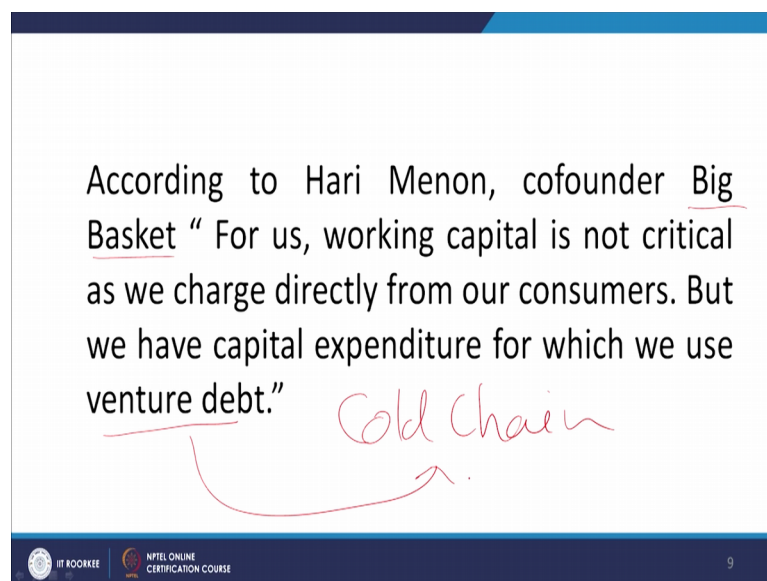 According to Hari Menon, cofounder Big
Basket “ For us, working capital is not critical
as we charge directly from our consumers. But
we have capital expenditure for which we use
venture debt.”
Cold Chain
IIT ROORKEE
NPTEL
NPTEL ONLINE
CERTIFICATION COURSE
9